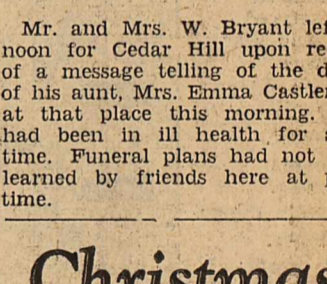 Mr. and Mrs. W. Bryant
noon for Cedar Hill upon
of a message telling of the
of his aunt, Mrs. Emma
at that place this morning.
had been in ill health for
time. Funeral plans had not
learned by friends here at
time.
Christmas